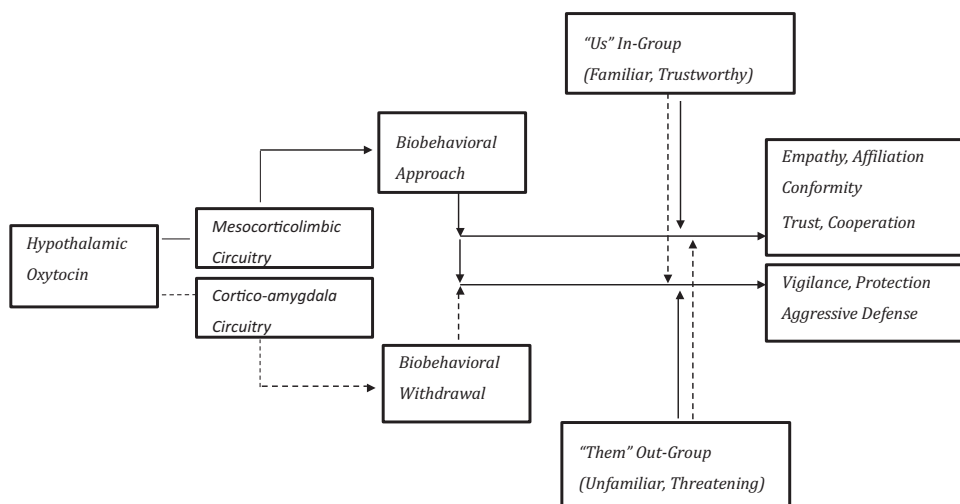 “Us” In-Group
(Familiar, Trustworthy)
Biobehavioral
Approach
Empathy, Affiliation
Conformity
Trust, Cooperation
Hypothalamic
Oxytocin
Mesocorticolimbic
Circuitry
Cortico-amygdala
Circuitry
Vigilance, Protection
Aggressive Defense
Biobehavioral
Withdrawal
“Them” Out-Group
(Unfamiliar, Threatening)